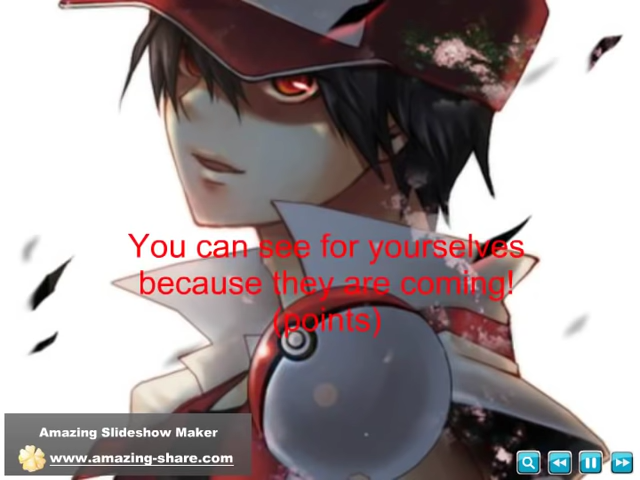 You can see for yourselves
because they are coming!
(points)
Amazing Slideshow Maker
www.amazing-share.com